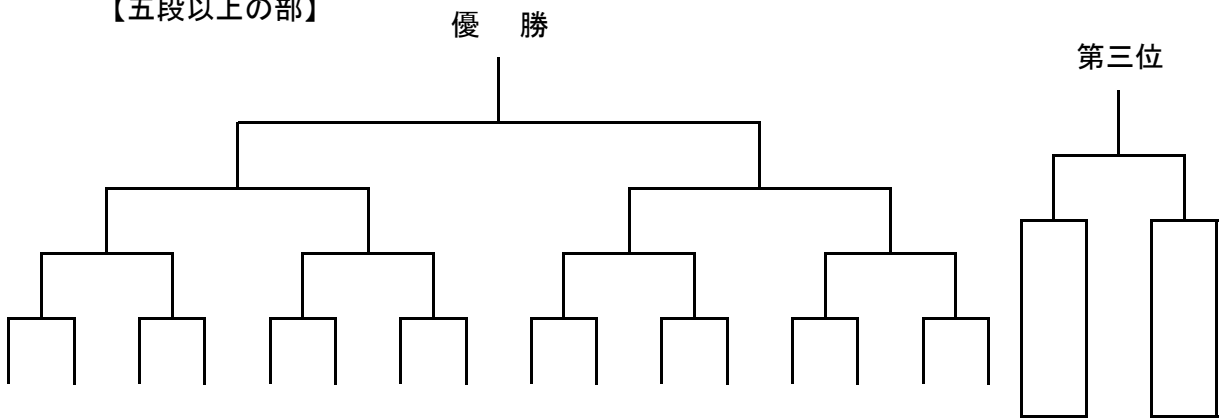 【五段以上の部】
優　勝
第三位